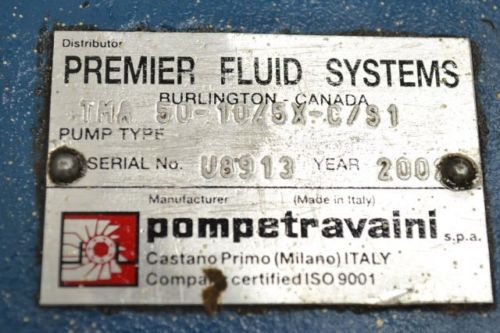 Distributor
PREMIER FLUID SYSTEMS
BURLINGTON - CANADA
TMA 50-10/5X-C/S1
PUMP TYPE
SERIAL No. U8913 YEAR
Manufacturer (Made in Italy)
pompetravaini s.p.a.
Castano Primo (Milano) ITALY
Company certified ISO 9001